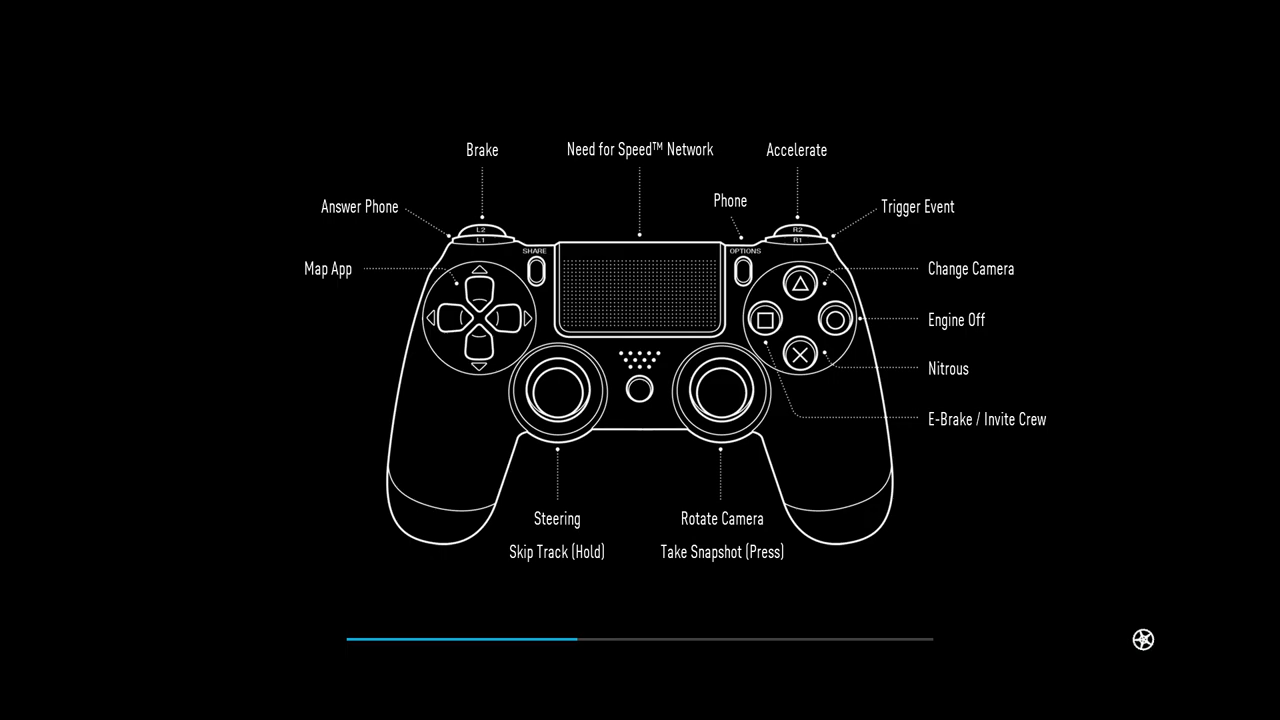 Brake
Need for Speed™ Network
Accelerate
Phone
Answer Phone
Trigger Event
L2
R2
L1
R1
SHARE
OPTIONS
Map App
Change Camera
Engine Off
Nitrous
E-Brake / Invite Crew
Steering
Rotate Camera
Skip Track (Hold)
Take Snapshot (Press)